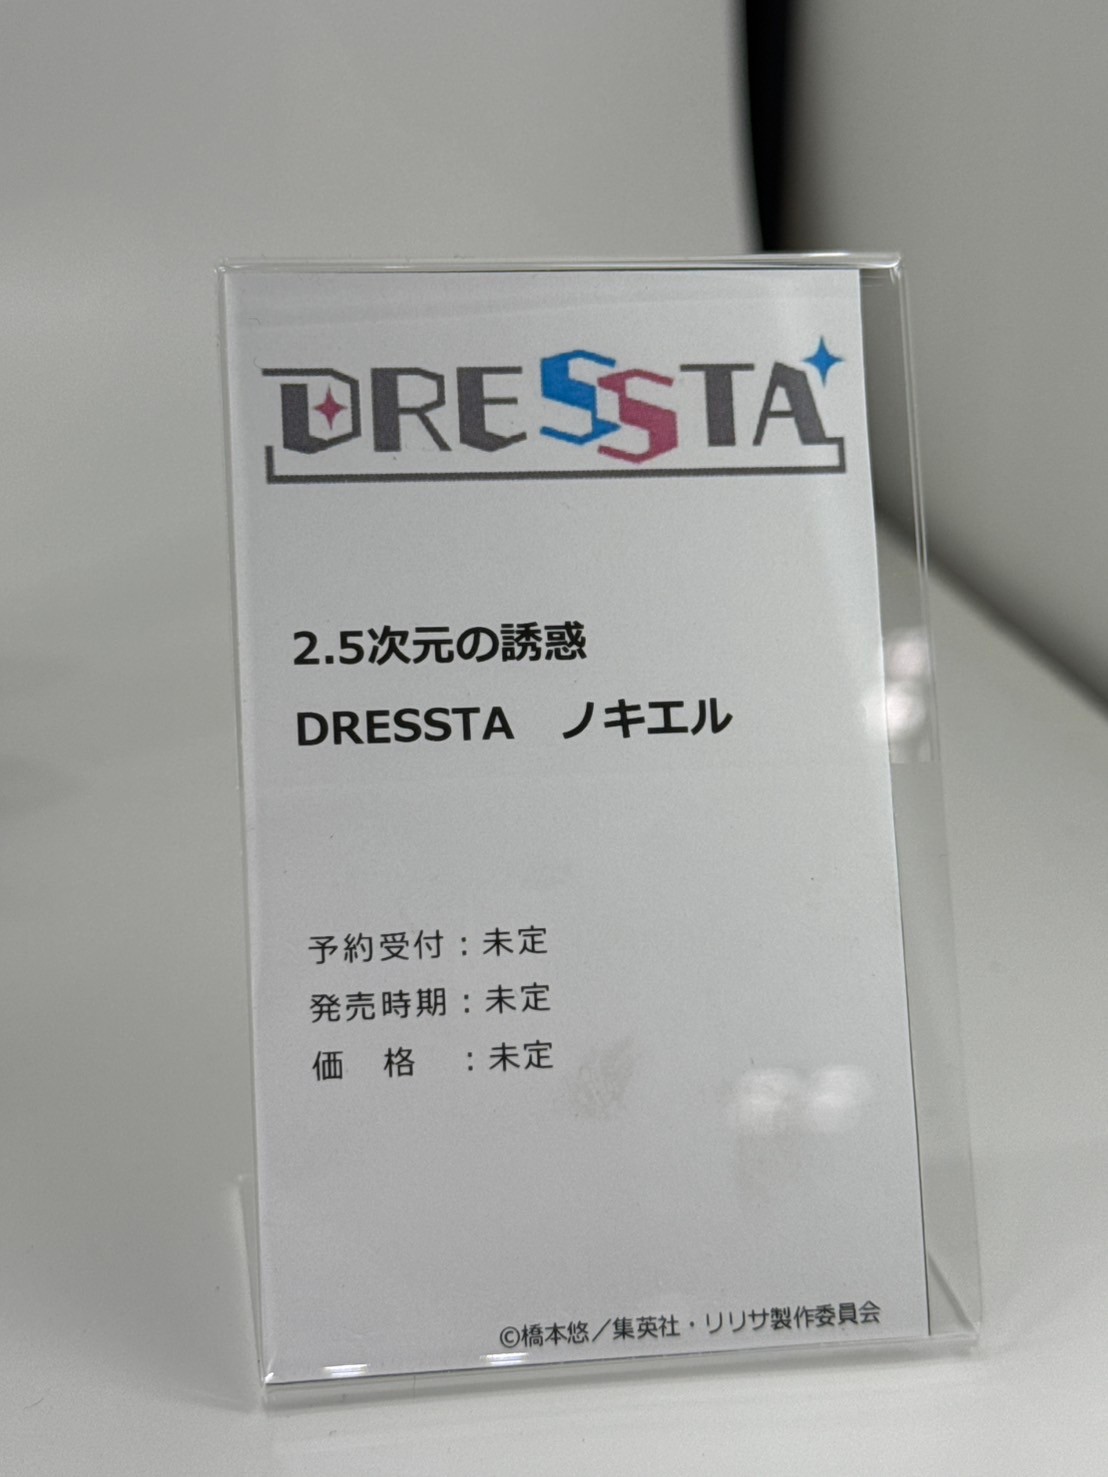 DRESSTA
2.5次元の誘惑
DRESSTA　ノキエル
予約受付：未定
発売時期：未定
価　格　：未定
©橋本悠／集英社・リリサ製作委員会